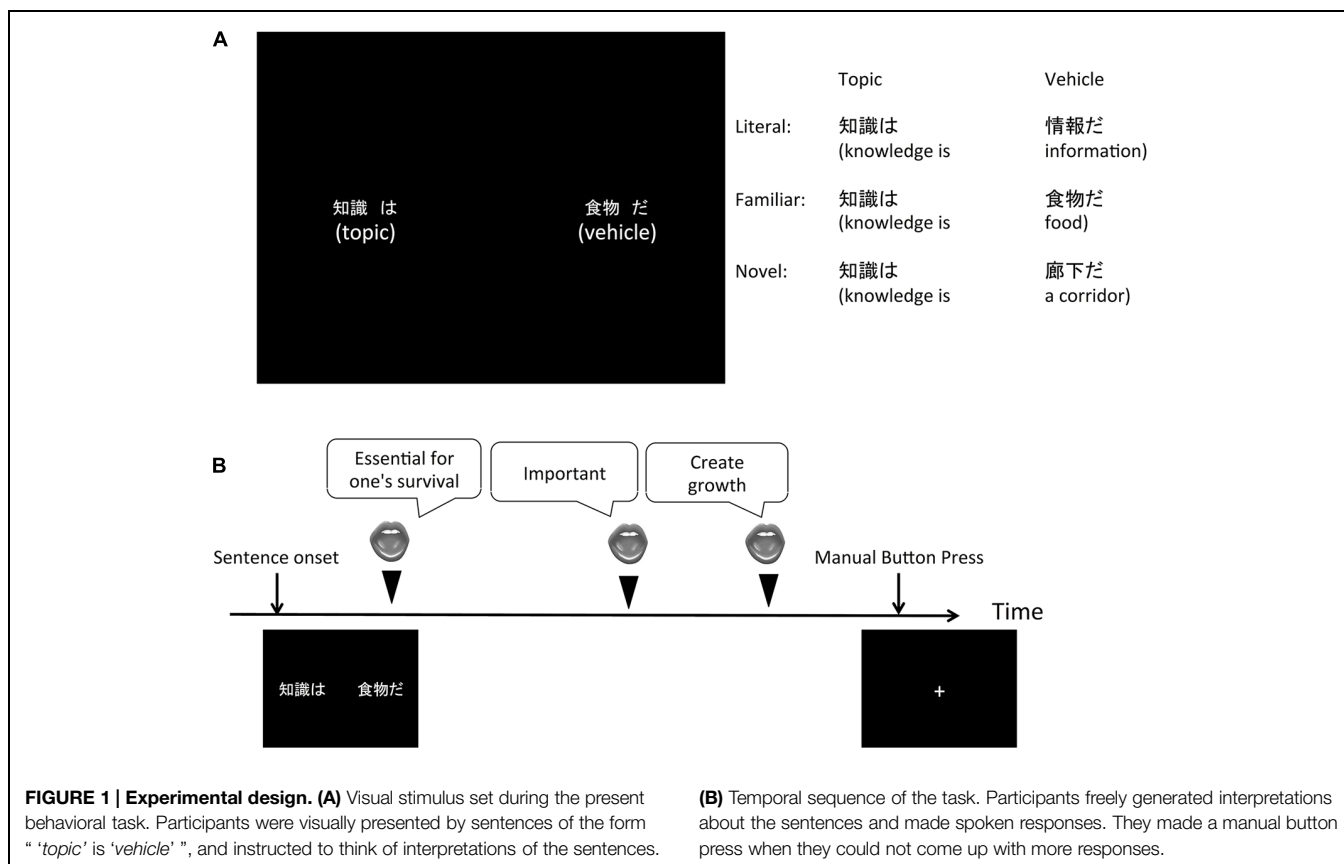 A
知識 は
(topic)
食物 だ
(vehicle)
Topic Vehicle
Literal: 知識は 情報だ
(knowledge is information)
Familiar: 知識は 食物だ
(knowledge is food)
Novel: 知識は 廊下だ
(knowledge is a corridor)
B
Essential for
one's survival
Important
Create
growth
Sentence onset
Manual Button Press
Time
知識は 食物だ
+
FIGURE 1 | Experimental design. (A) Visual stimulus set during the present
behavioral task. Participants were visually presented by sentences of the form
“ ‘topic’ is ‘vehicle’ ”, and instructed to think of interpretations of the sentences.
(B) Temporal sequence of the task. Participants freely generated interpretations
about the sentences and made spoken responses. They made a manual button
press when they could not come up with more responses.